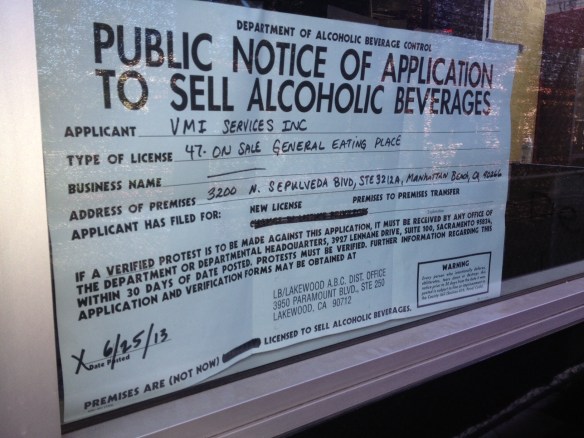 DEPARTMENT OF ALCOHOLIC BEVERAGE CONTROL
PUBLIC NOTICE OF APPLICATION
TO SELL ALCOHOLIC BEVERAGES
APPLICANT VMI SERVICES INC
TYPE OF LICENSE 47- ON SALE GENERAL EATING PLACE
BUSINESS NAME
ADDRESS OF PREMISES 3200 N. SEPULVEDA BLVD, STE 3212A, MANHATTAN BEACH, CA 90266
APPLICANT HAS FILED FOR: NEW LICENSE PREMISES TO PREMISES TRANSFER
IF A VERIFIED PROTEST IS TO BE MADE AGAINST THIS APPLICATION, IT MUST BE RECEIVED BY ANY OFFICE OF
THE DEPARTMENT OR DEPARTMENTAL HEADQUARTERS, 3927 LENNANE DRIVE, SUITE 100, SACRAMENTO 95834,
WITHIN 30 DAYS OF DATE POSTED. PROTESTS MUST BE VERIFIED. FURTHER INFORMATION REGARDING THIS
APPLICATION AND VERIFICATION FORMS MAY BE OBTAINED AT
LB/LAKEWOOD A.B.C. DIST. OFFICE
3950 PARAMOUNT BLVD., STE 250
LAKEWOOD, CA 90712
WARNING
X 6/25/13
Date Posted
PREMISES ARE (NOT NOW) LICENSED TO SELL ALCOHOLIC BEVERAGES.